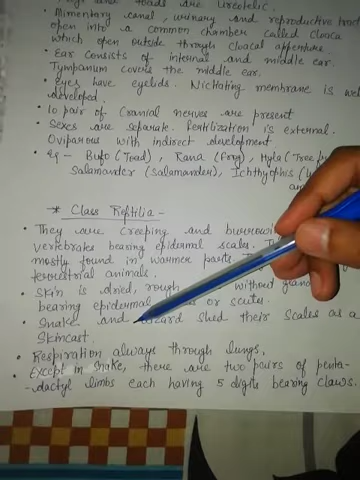 and toads are Ureotelic.
• Alimentary canal, urinary and reproductive tract
open into a common chamber called Cloaca
which open outside through cloacal apperture.
• Ear consists of internal and middle ear.
Tympanum covers the middle ear.
• eyes have eyelids. Nictating membrane is well
developed.
• 10 pair of Cranial nerves are present
• Sexes are separate. Fertilization is external.
Oviparous with indirect development
• eg - Bufo (Toad), Rana (Frog), Hyla (Tree
Salamander (Salamander), Ichthyphis
* Class Reptilia -
• They are creeping and
vertebrates bearing epidermal scales.
mostly found in warmer parts
terrestrial animals.
• Skin is dried, rough without
bearing epidermal or scutes.
• Snake and shed their scales as a
Skincast.
• Respiration always through lungs.
• Except in snake, there are two pairs of penta-
-dactyl limbs each having 5 digits bearing claws.